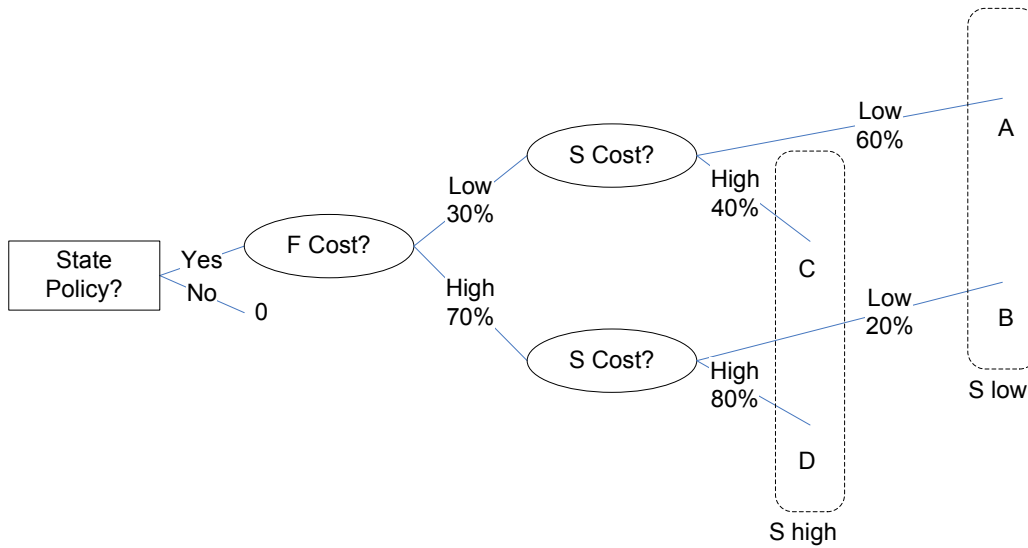 State
Policy?
Yes
No
0
F Cost?
Low
30%
High
70%
S Cost?
Low
60%
High
40%
A
C
S Cost?
Low
20%
High
80%
B
D
S low
S high